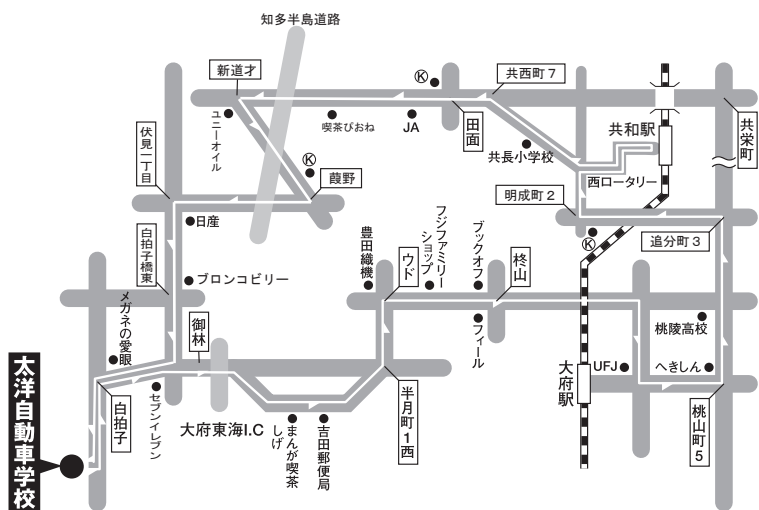 知多半島道路
新道才
Ⓚ
共西町7
ユニーオイル
喫茶ぴおね
JA
田面
共長小学校
共和駅
共栄町
伏見一丁目
Ⓚ
葭野
西ロータリー
明成町2
日産
追分町3
Ⓚ
白拍子橋東
ブロンコビリー
豊田織機
ウド
フジファミリー
ショップ
ブックオフ
柊山
メガネの愛眼
御林
フィール
桃陵高校
大府駅
UFJ
へきしん
太洋自動車学校
白拍子
セブンイレブン
大府東海I.C
まんが喫茶
しげ
吉田郵便局
半月町1西
桃山町5